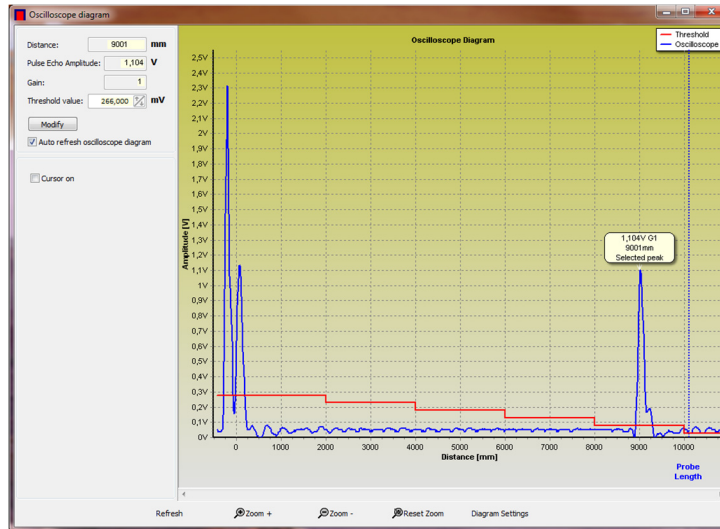 Oscilloscope diagram
Distance: 9001 mm
Pulse Echo Amplitude: 1,104 V
Gain: 1
Threshold value: 266,000 mV
Modify
Auto refresh oscilloscope diagram
Cursor on
Oscilloscope Diagram
Threshold
Oscilloscope
2,5V
2,4V
2,3V
2,2V
2,1V
2V
1,9V
1,8V
1,7V
1,6V
1,5V
1,4V
1,3V
1,2V
1,1V
1V
0,9V
0,8V
0,7V
0,6V
0,5V
0,4V
0,3V
0,2V
0,1V
0V
Amplitude [V]
1,104V G1
9001mm
Selected peak
0 1000 2000 3000 4000 5000 6000 7000 8000 9000 10000
Distance [mm]
Probe
Length
Refresh Zoom + Zoom - Reset Zoom Diagram Settings